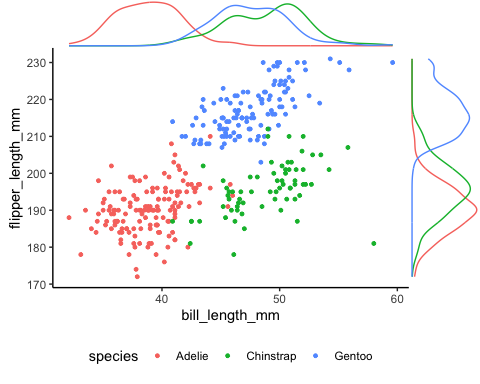 230
220
210
200
190
180
170
flipper_length_mm
40
50
60
bill_length_mm
species
Adelie
Chinstrap
Gentoo